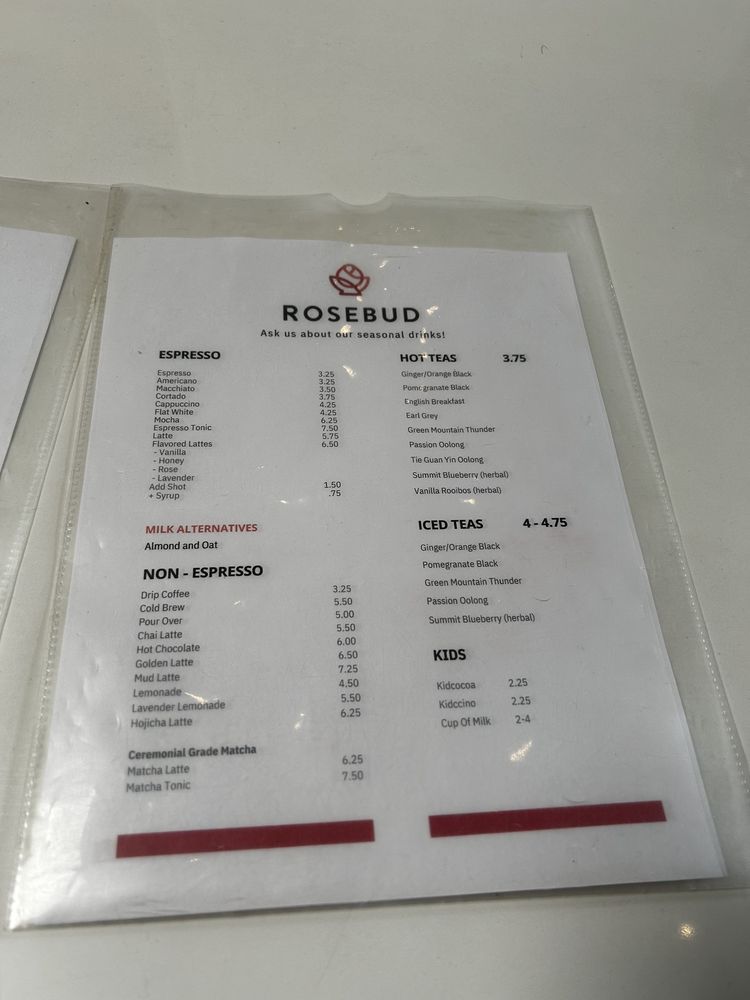 ROSEBUD
Ask us about our seasonal drinks!
ESPRESSO
Espresso 3.25
Americano 3.25
Macchiato 3.50
Cortado 3.75
Cappuccino 4.25
Flat White 4.25
Mocha 6.25
Espresso Tonic 7.50
Latte 5.75
Flavored Lattes 6.50
- Vanilla
- Honey
- Rose
- Lavender
Add Shot 1.50
+ Syrup .75
MILK ALTERNATIVES
Almond and Oat
NON - ESPRESSO
Drip Coffee 3.25
Cold Brew 5.50
Pour Over 5.00
Chai Latte 5.50
Hot Chocolate 6.00
Golden Latte 6.50
Mud Latte 7.25
Lemonade 4.50
Lavender Lemonade 5.50
Hojicha Latte 6.25
Ceremonial Grade Matcha
Matcha Latte 6.25
Matcha Tonic 7.50
HOT TEAS 3.75
Ginger/Orange Black
Pomegranate Black
English Breakfast
Earl Grey
Green Mountain Thunder
Passion Oolong
Tie Guan Yin Oolong
Summit Blueberry (herbal)
Vanilla Rooibos (herbal)
ICED TEAS 4 - 4.75
Ginger/Orange Black
Pomegranate Black
Green Mountain Thunder
Passion Oolong
Summit Blueberry (herbal)
KIDS
Kidcocoa 2.25
Kidccino 2.25
Cup Of Milk 2-4